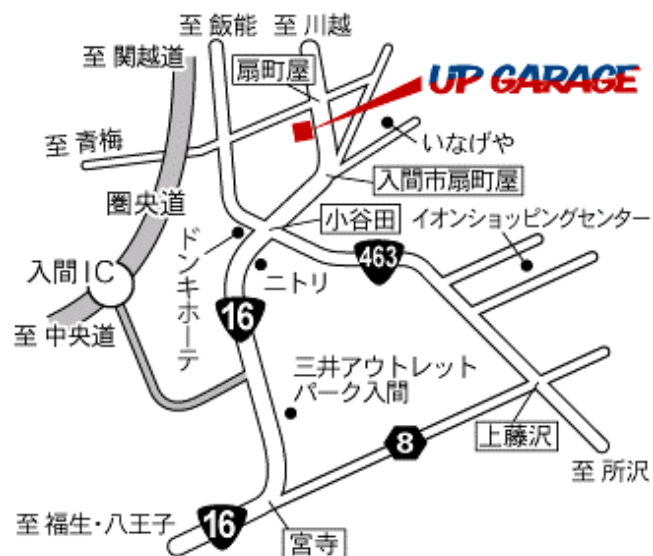 至 飯能
至 川越
至 関越道
扇町屋
UP GARAGE
至 青梅
いなげや
入間市扇町屋
圏央道
小谷田
イオンショッピングセンター
ドンキホーテ
463
入間IC
ニトリ
16
至 中央道
三井アウトレット
パーク入間
8
上藤沢
至 所沢
至 福生・八王子
16
宮寺